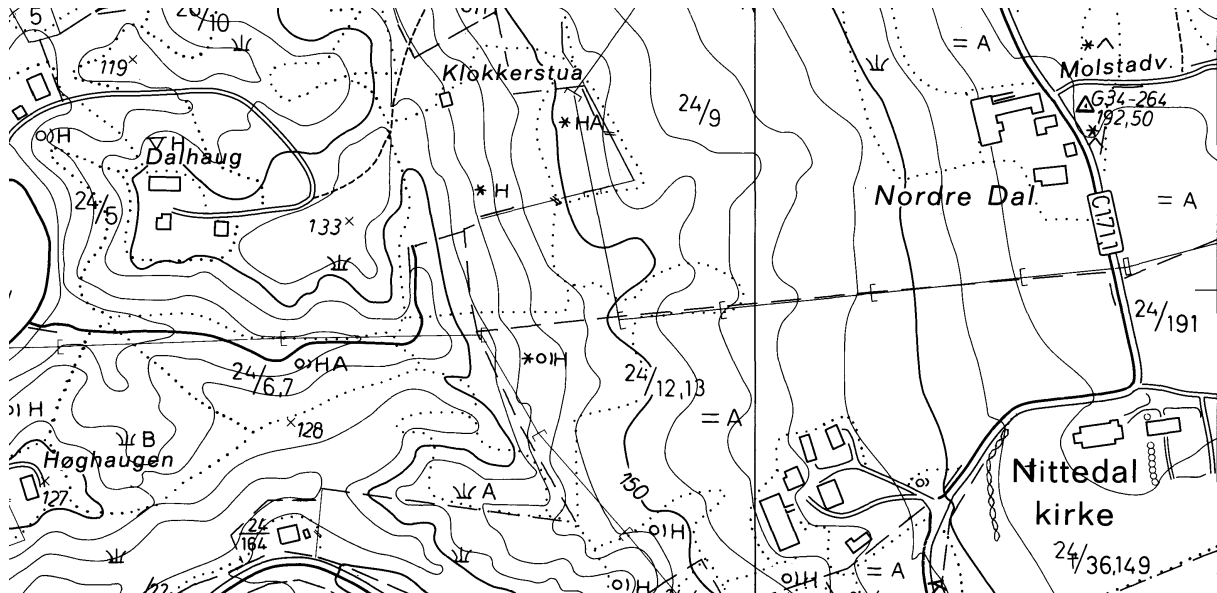 5
20/10
119
Klokkerstua
= A
Molstadv.
G34-264
192,50
24/9
HA
H
H
Dalhaug
24/5
H
Nordre Dal
= A
133
C1711
24/191
24/6,7
HA
H
24/12,13
= A
H
B
128
Høghaugen
127
A
150
Nittedal
kirke
24/36,149
24
164
H
H
H
= A